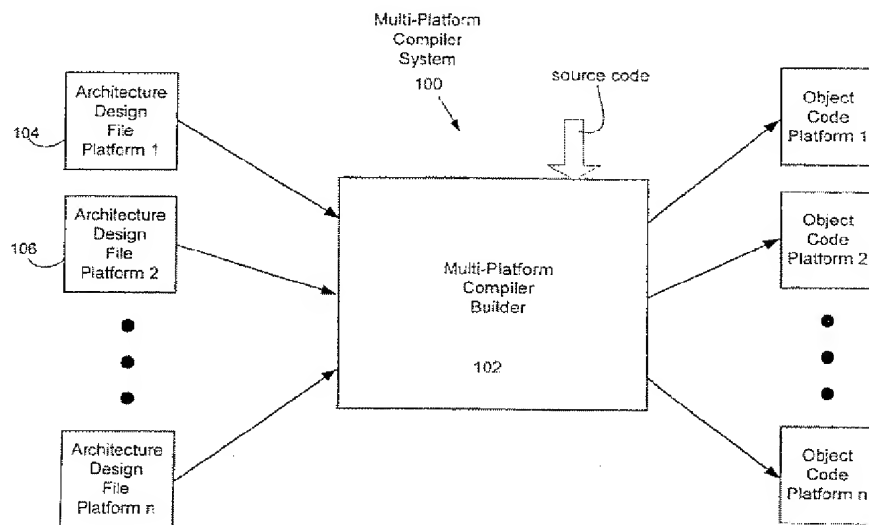 Multi-Platform
Compiler
System
100
source code
Architecture
Design
File
Platform 1
104
Object
Code
Platform 1
Architecture
Design
File
Platform 2
106
Object
Code
Platform 2
Multi-Platform
Compiler
Builder
102
Architecture
Design
File
Platform n
Object
Code
Platform n